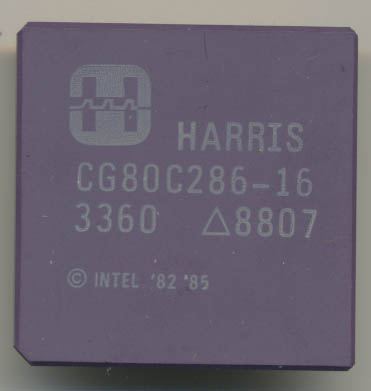 H
HARRIS
CG80C286-16
3360 △8807
© INTEL '82 '85